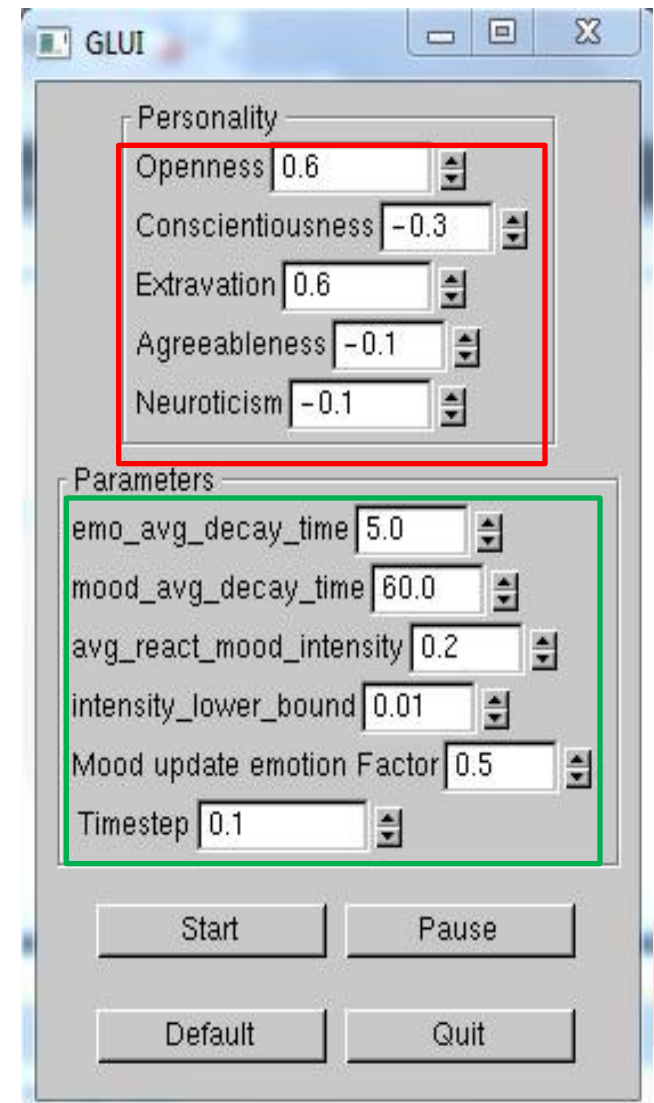 GLUI
Personality
Openness 0.6
Conscientiousness -0.3
Extravation 0.6
Agreeableness -0.1
Neuroticism -0.1
Parameters
emo_avg_decay_time 5.0
mood_avg_decay_time 60.0
avg_react_mood_intensity 0.2
intensity_lower_bound 0.01
Mood update emotion Factor 0.5
Timestep 0.1
Start Pause
Default Quit